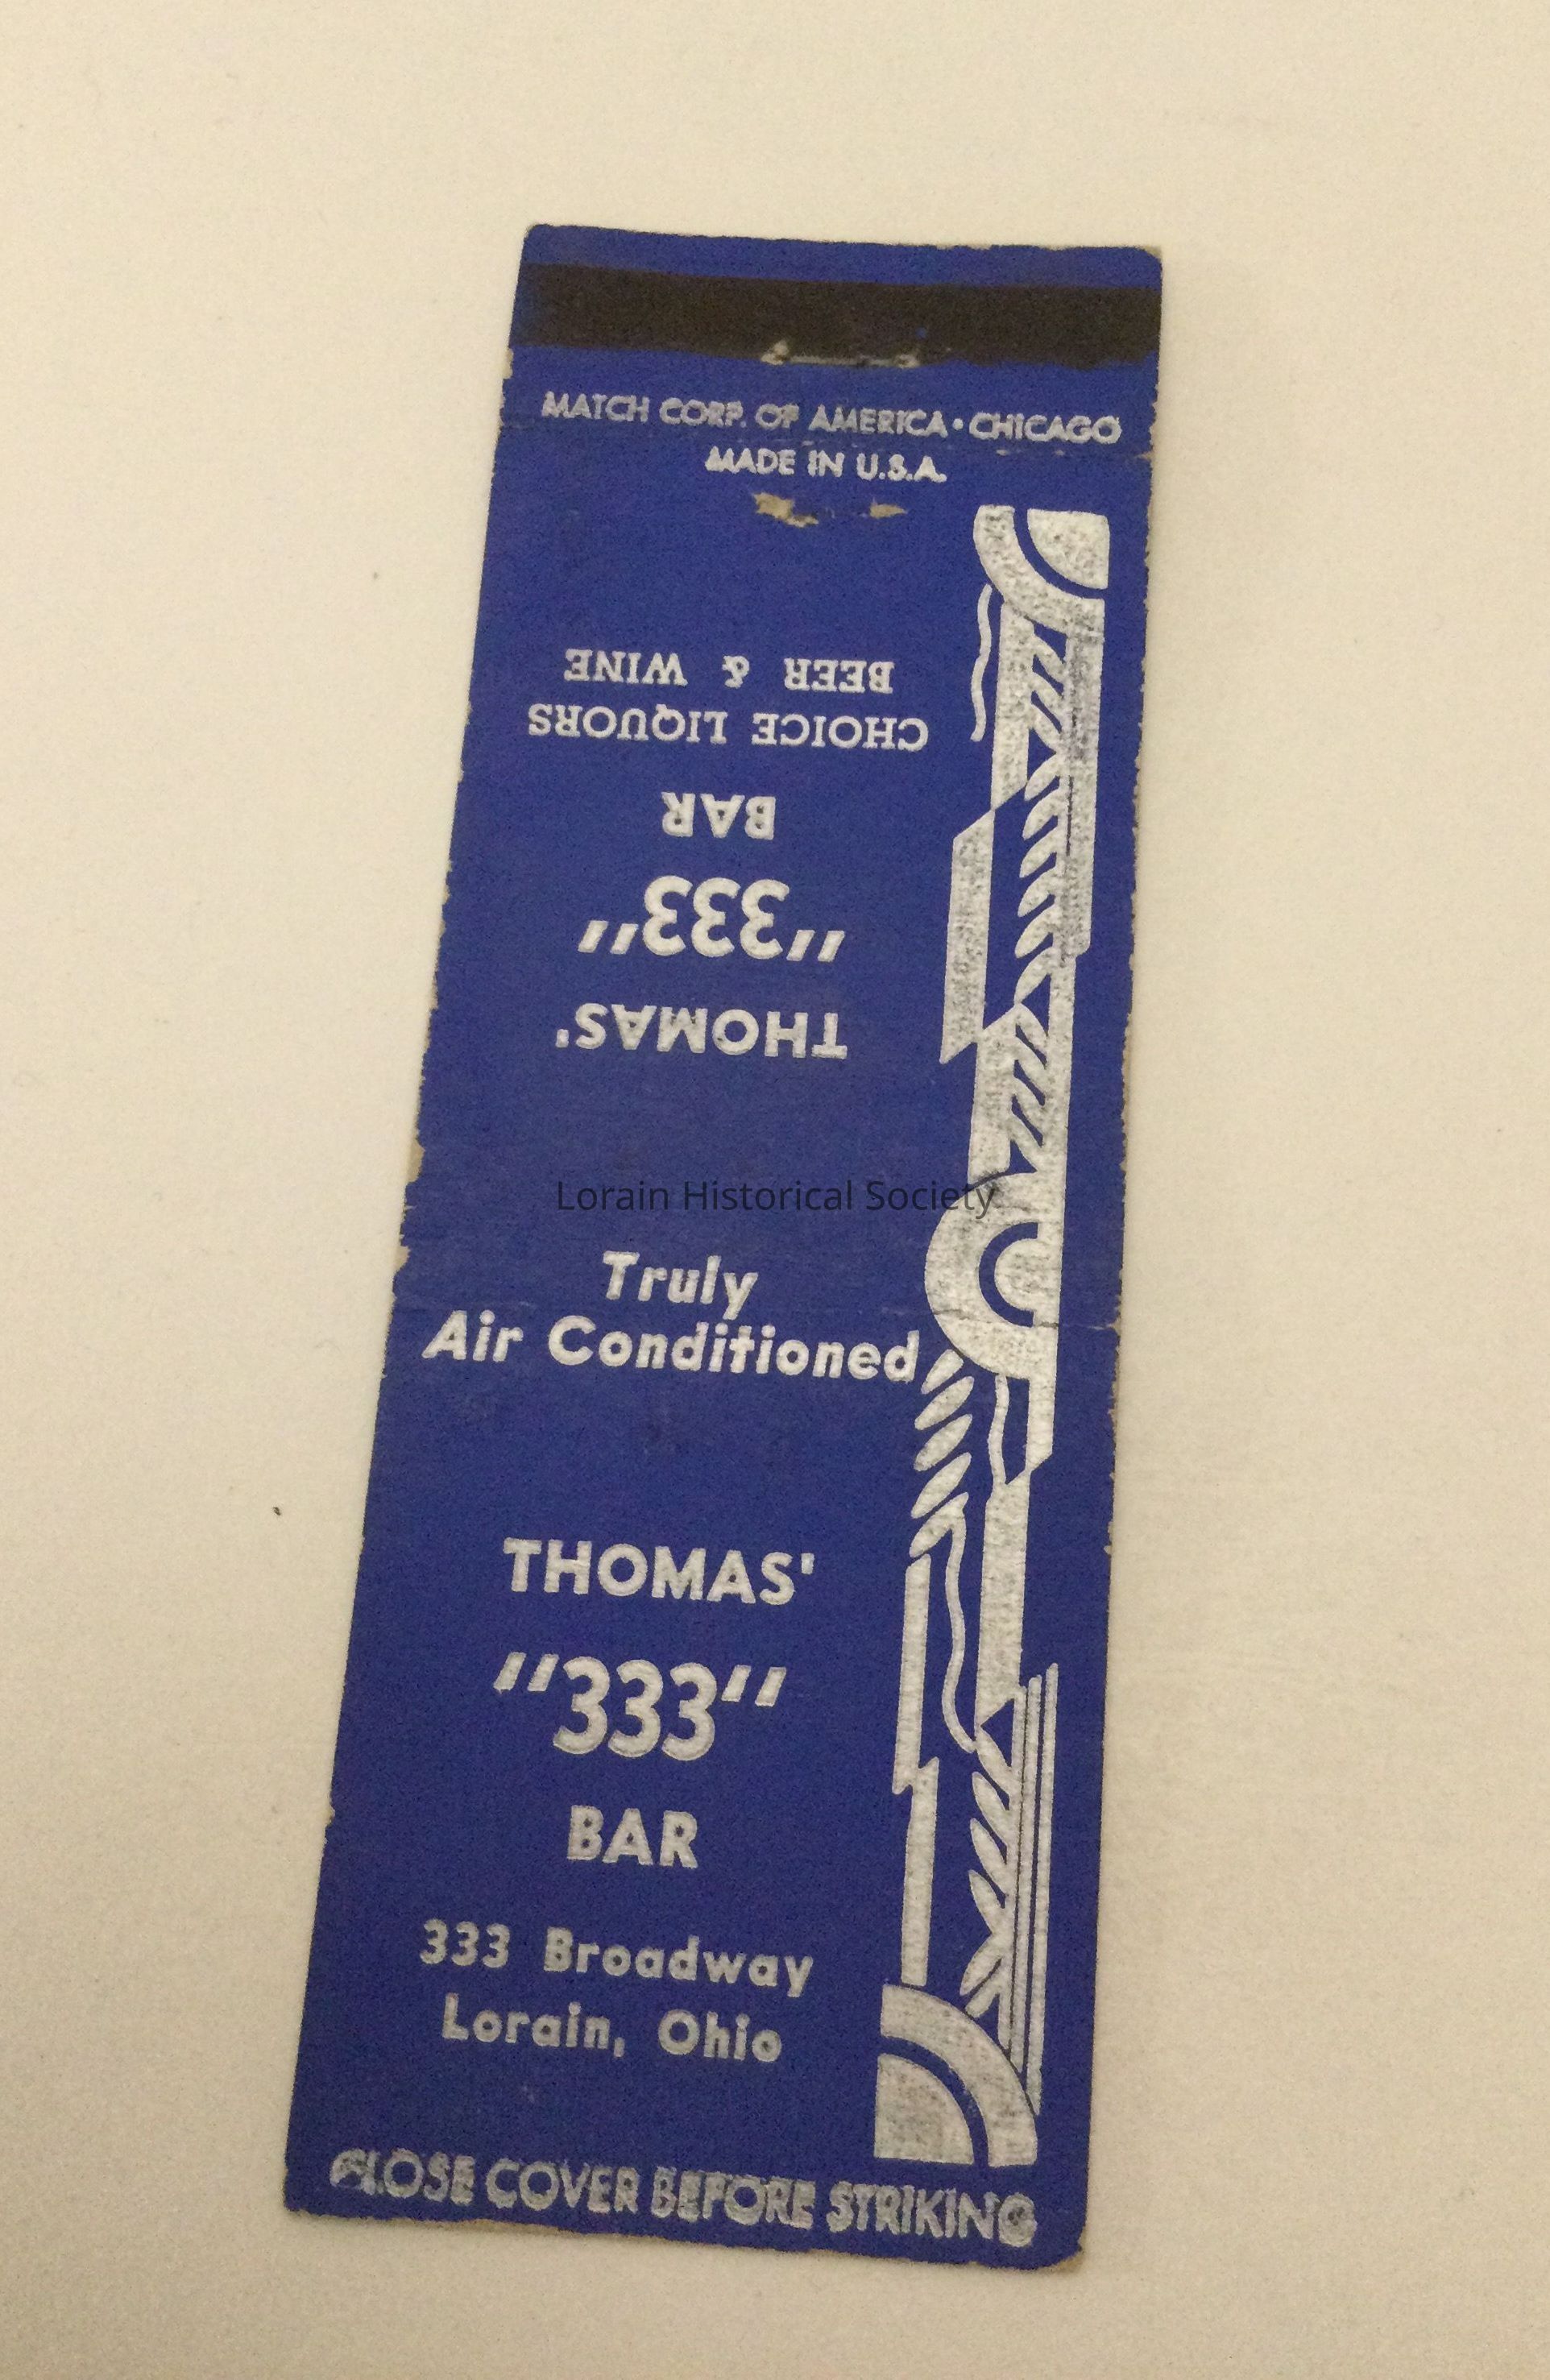 MATCH CORP. OF AMERICA • CHICAGO
MADE IN U.S.A.
THOMAS'
"333"
BAR
CHOICE LIQUORS
BEER & WINE
Lorain Historical Society
Truly
Air Conditioned
THOMAS'
"333"
BAR
333 Broadway
Lorain, Ohio
CLOSE COVER BEFORE STRIKING